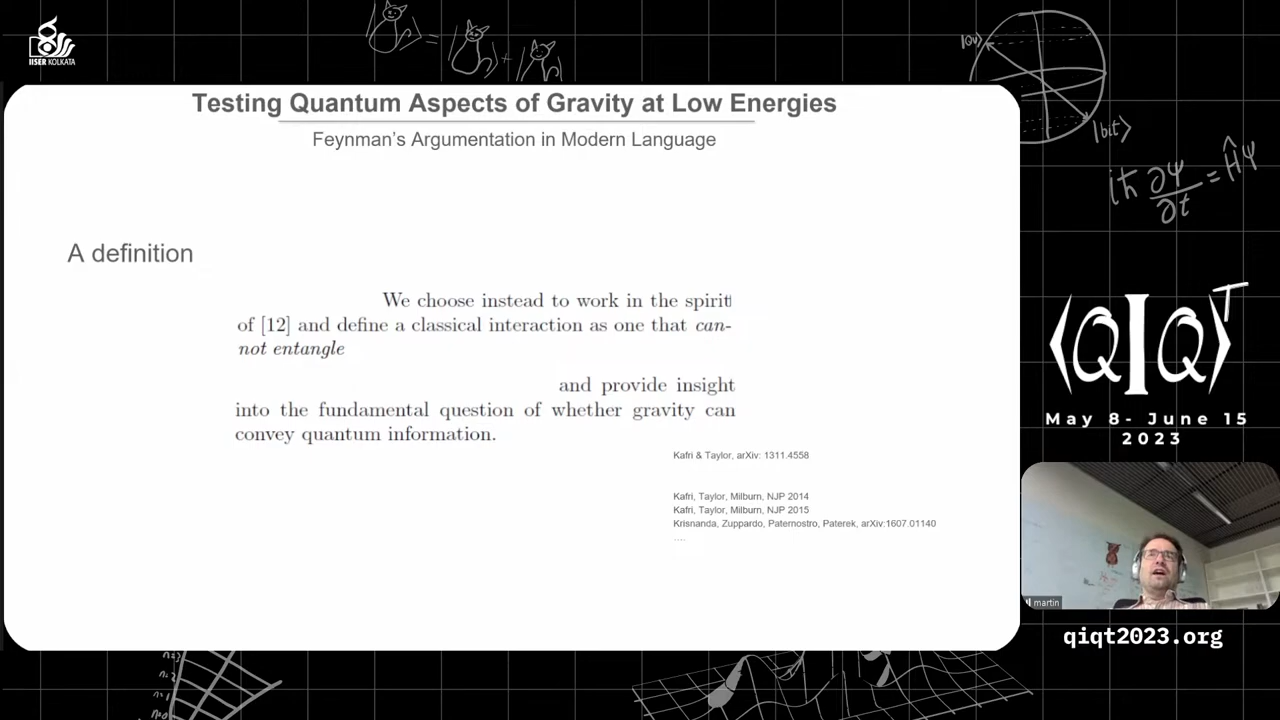 IISER KOLKATA
Testing Quantum Aspects of Gravity at Low Energies
Feynman's Argumentation in Modern Language
A definition
We choose instead to work in the spirit
of [12] and define a classical interaction as one that can-
not entangle
and provide insight
into the fundamental question of whether gravity can
convey quantum information.
Kafri & Taylor, arXiv: 1311.4558
Kafri, Taylor, Milburn, NJP 2014
Kafri, Taylor, Milburn, NJP 2015
Krisnanda, Zuppardo, Paternostro, Paterek, arXiv:1607.01140
....
|0v⟩
|bit⟩
iħ ∂ψ/∂t = Ĥψ
⟨Q|Q⟩T
May 8- June 15
2023
martin
qiqt2023.org
n=3
n=2
n=1
n=0